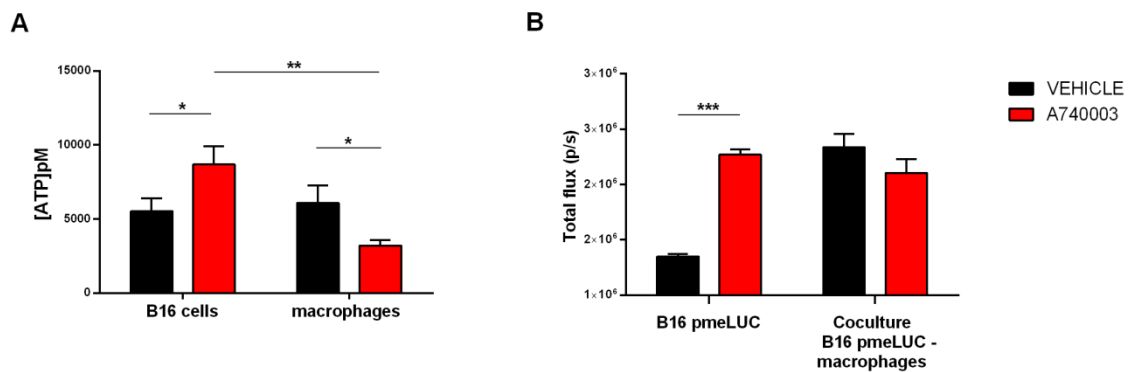 A
B
15000
10000
5000
0
[ATP]pM
*
**
*
B16 cells
macrophages
3×10⁶
3×10⁶
2×10⁶
2×10⁶
1×10⁶
Total flux (p/s)
***
B16 pmeLUC
Coculture
B16 pmeLUC -
macrophages
VEHICLE
A740003